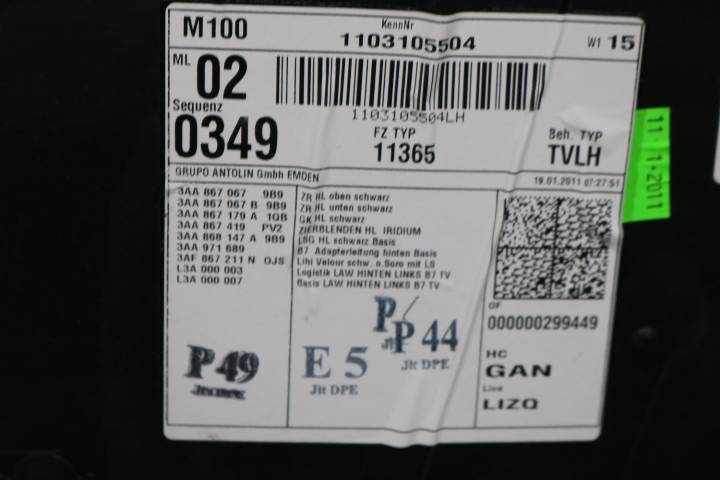 M100
KennNr
1103105504
W1 15
ML
02
1103105504LH
Sequenz
0349
FZ TYP
11365
Beh. TYP
TVLH
GRUPO ANTOLIN Gmbh EMDEN
19.01.2011 07:27:51
3AA 867 067 9B9
3AA 867 067 B 9B9
3AA 867 179 A 1QB
3AA 867 419 PV2
3AA 868 147 A 9B9
3AA 971 689
3AF 867 211 N OJS
L3A 000 003
L3A 000 007
ZR HL oben schwarz
ZR HL unten schwarz
GK HL schwarz
ZIERBLENDEN HL IRIDIUM
LSG HL schwarz Basis
B7 Adapterleitung hinten Basis
Lihi Velour schw. o.Soro mit LS
Logistik LAW HINTEN LINKS B7 TV
Basis LAW HINTEN LINKS B7 TV
OF
000000299449
HC
GAN
Line
LIZQ
P 49
E 5
Jlt DPE
P
P 44
Jlt DPE
11-1-2011